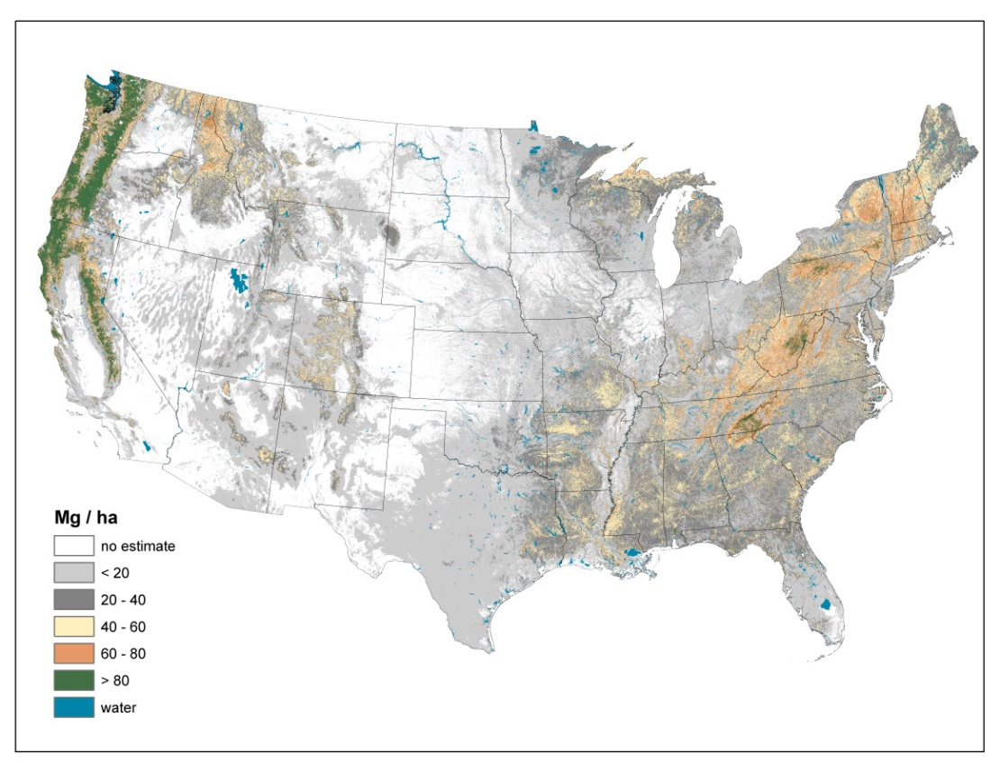 Mg / ha
no estimate
< 20
20 - 40
40 - 60
60 - 80
> 80
water